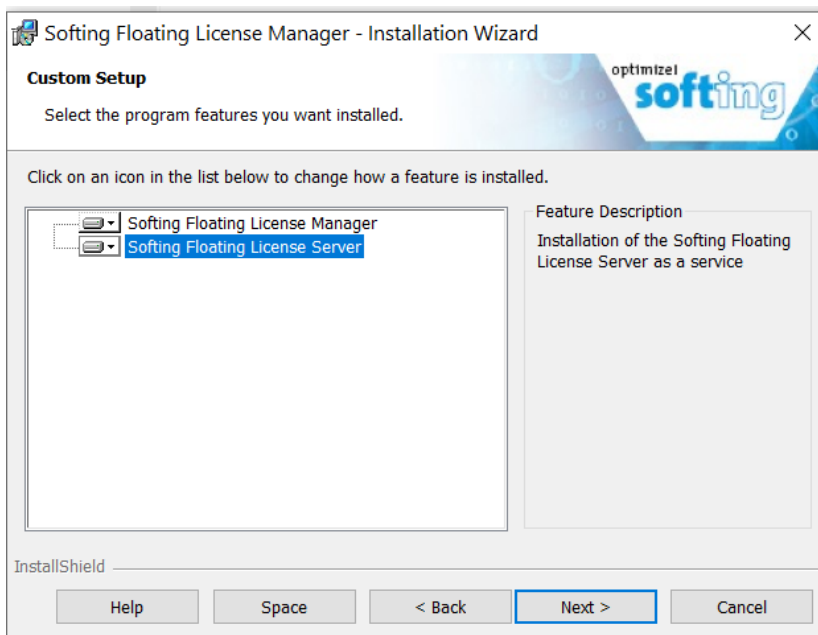 Softing Floating License Manager - Installation Wizard
Custom Setup
Select the program features you want installed.
optimize!
softing
Click on an icon in the list below to change how a feature is installed.
Softing Floating License Manager
Softing Floating License Server
Feature Description
Installation of the Softing Floating
License Server as a service
InstallShield
Help
Space
< Back
Next >
Cancel